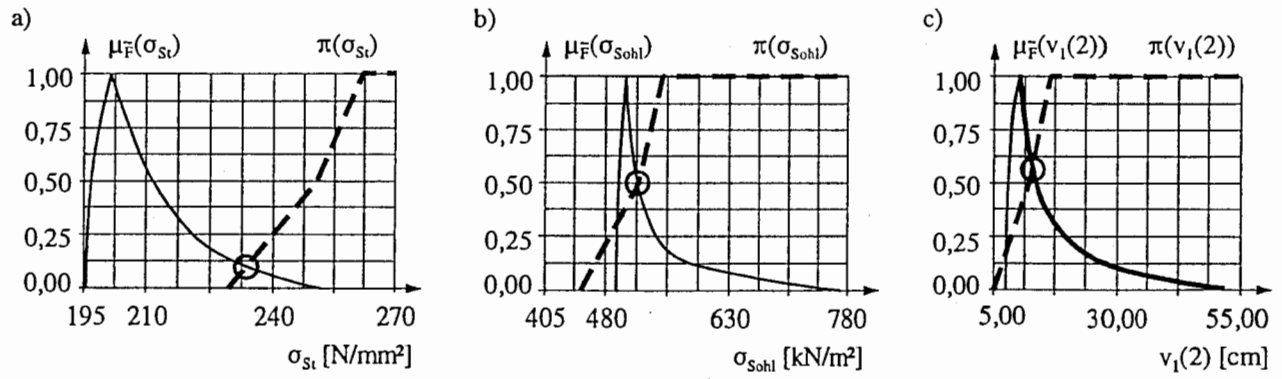 a)
μF̃(σSt) π(σSt)
1,00
0,75
0,50
0,25
0,00
195 210 240 270
σSt [N/mm²]
b)
μF̃(σSohl) π(σSohl)
1,00
0,75
0,50
0,25
0,00
405 480 630 780
σSohl [kN/m²]
c)
μF̃(v1(2)) π(v1(2))
1,00
0,75
0,50
0,25
0,00
5,00 30,00 55,00
v1(2) [cm]